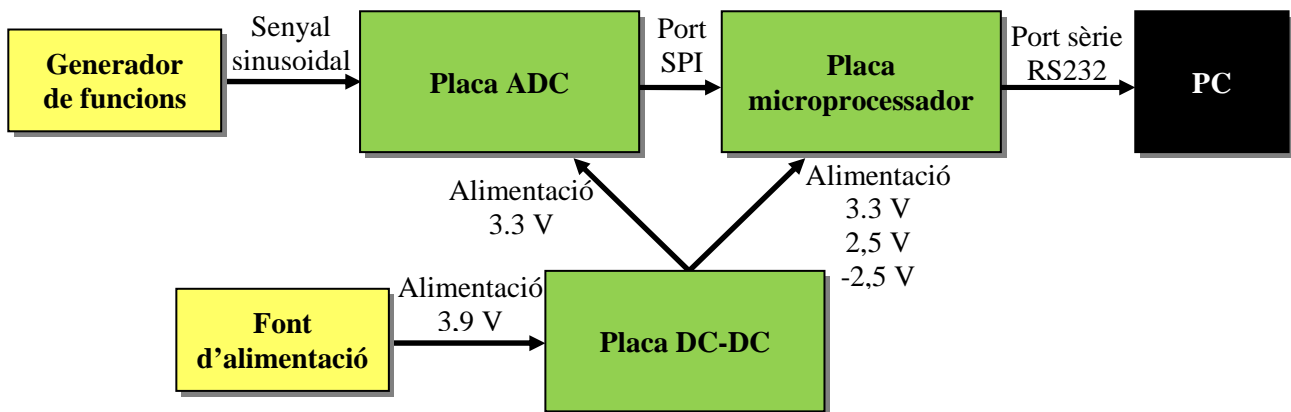 Generador
de funcions
Senyal
sinusoidal
Placa ADC
Port
SPI
Placa
microprocessador
Port sèrie
RS232
PC
Alimentació
3.3 V
Alimentació
3.3 V
2,5 V
-2,5 V
Font
d’alimentació
Alimentació
3.9 V
Placa DC-DC